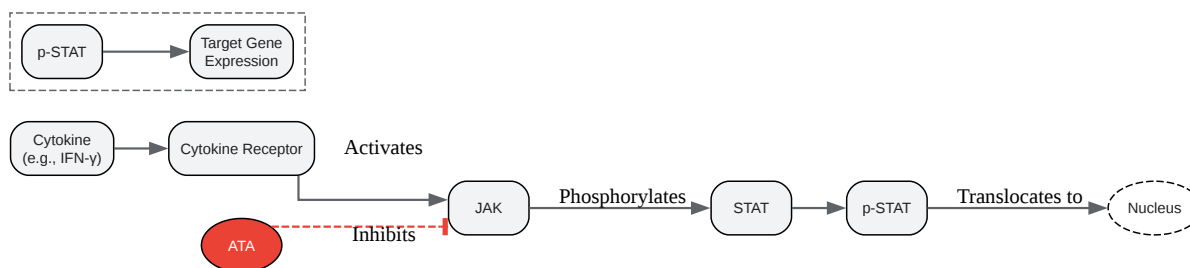 p-STAT
Target Gene
Expression
Cytokine
(e.g., IFN-γ)
Cytokine Receptor
Activates
JAK
Phosphorylates
STAT
p-STAT
Translocates to
Nucleus
ATA
Inhibits